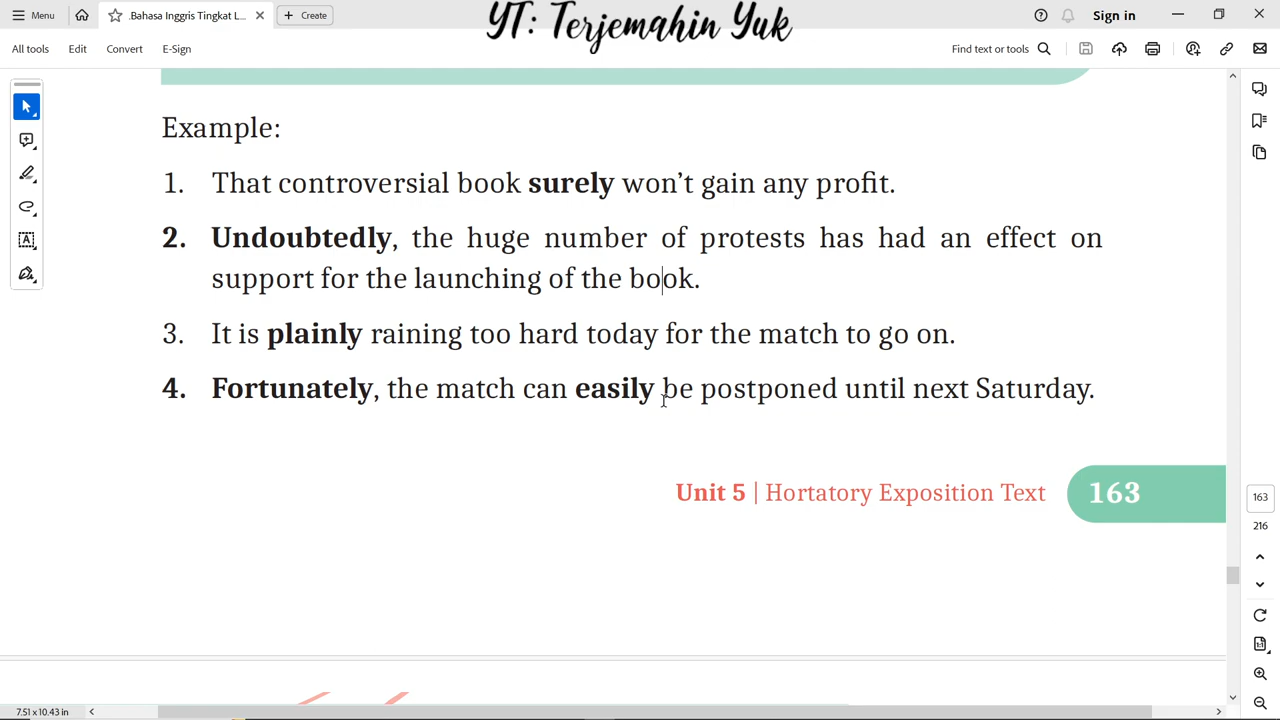 Menu
.Bahasa Inggris Tingkat L...
Create
YT: Terjemahin Yuk
Sign in
All tools
Edit
Convert
E-Sign
Find text or tools
Example:
1. That controversial book surely won’t gain any profit.
2. Undoubtedly, the huge number of protests has had an effect on
support for the launching of the book.
3. It is plainly raining too hard today for the match to go on.
4. Fortunately, the match can easily be postponed until next Saturday.
Unit 5 | Hortatory Exposition Text 163
163
216
7.51 x 10.43 in